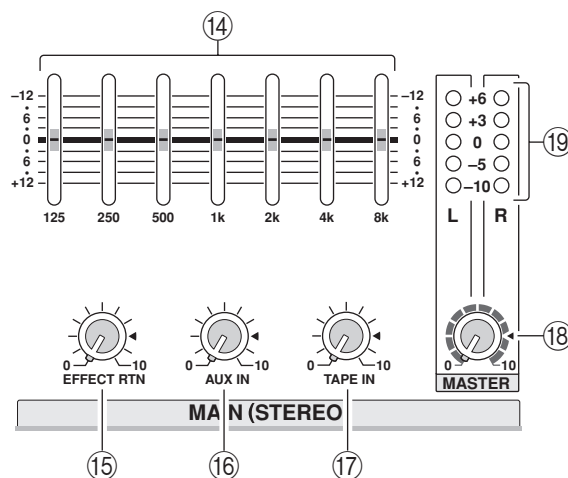 ⑭
–12 –12
6 6
0 0
6 6
+12 +12
125 250 500 1k 2k 4k 8k
+6
+3
0
–5
–10
L R
⑲
0 10
EFFECT RTN
0 10
AUX IN
0 10
TAPE IN
0 10
MASTER
⑱
MAIN (STEREO
⑮ ⑯ ⑰